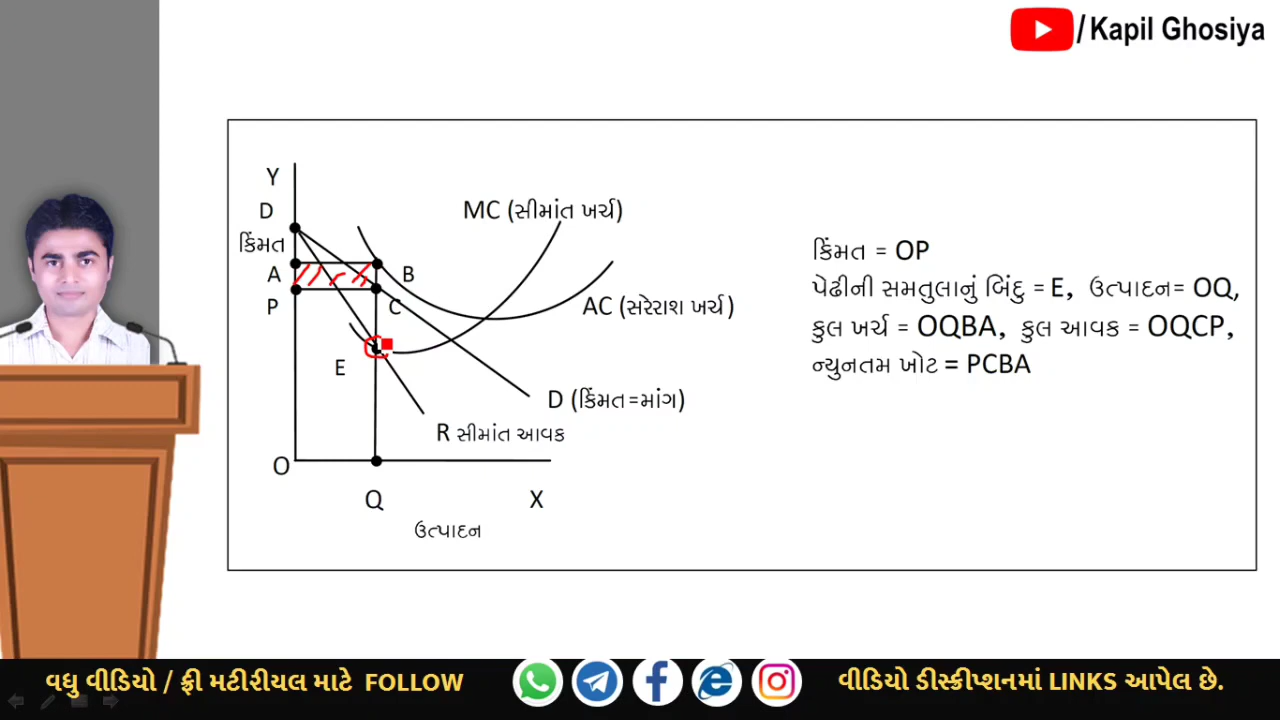 /Kapil Ghosiya
Y
D
કિંમત
A
P
B
C
E
MC (સીમાંત ખર્ચ)
AC (સરેરાશ ખર્ચ)
D (કિંમત=માંગ)
R સીમાંત આવક
O
Q
X
ઉત્પાદન
કિંમત = OP
પેઢીની સમતુલાનું બિંદુ = E, ઉત્પાદન= OQ,
કુલ ખર્ચ = OQBA, કુલ આવક = OQCP,
ન્યુનતમ ખોટ = PCBA
વધુ વીડિયો / ફ્રી મટીરીયલ માટે FOLLOW
વીડિયો ડીસ્ક્રીપ્શનમાં LINKS આપેલ છે.